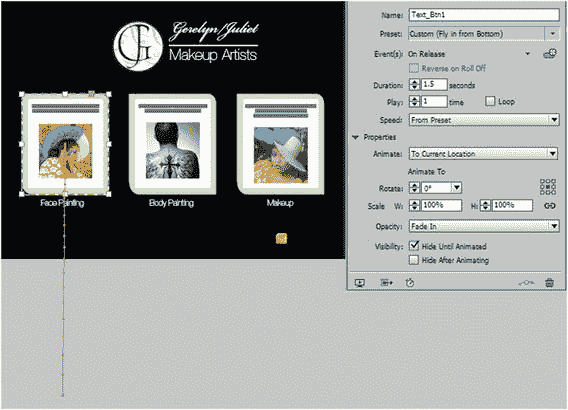 Gerelyn/Juliet
Makeup Artists
Face Painting
Body Painting
Makeup
Name: Text_Btn1
Preset: Custom (Fly in from Bottom)
Event(s): On Release
Reverse on Roll Off
Duration: 1.5 seconds
Play: 1 time Loop
Speed: From Preset
Properties
Animate: To Current Location
Animate To
Rotate: 0°
Scale W: 100% H: 100%
Opacity: Fade In
Visibility: Hide Until Animated
Hide After Animating